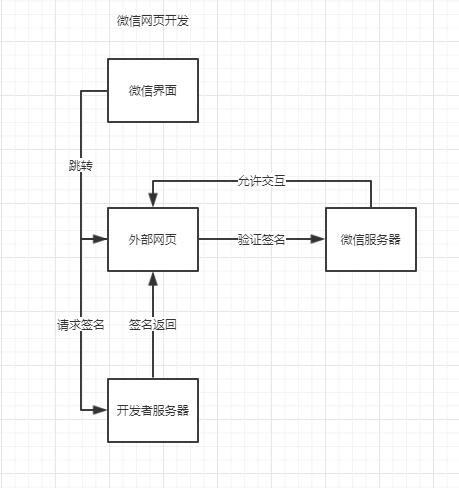 微信网页开发
微信界面
跳转
允许交互
外部网页
验证签名
微信服务器
请求签名
签名返回
开发者服务器